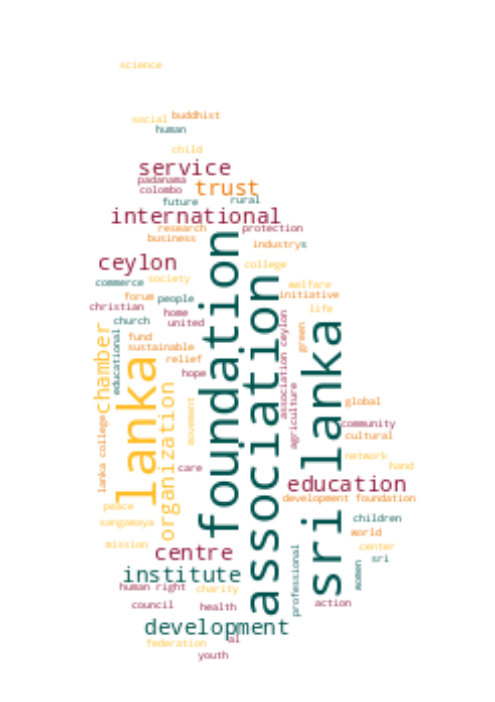 science
social
buddhist
human
child
service
padanama
trust
colombo
future
rural
international
research
protection
business
industrys
ceylon
college
commerce
society
welfare
forum
people
initiative
christian
home
life
church
united
foundation
association
sri lanka
lanka
chamber
educational
fund
sustainable
relief
hope
green
association ceylon
agriculture
organization
movement
lanka college
global
community
cultural
care
network
hand
education
development foundation
peace
sangamaya
children
world
mission
center
centre
sri
institute
professional
women
human right
charity
council
health
action
development
al
federation
youth